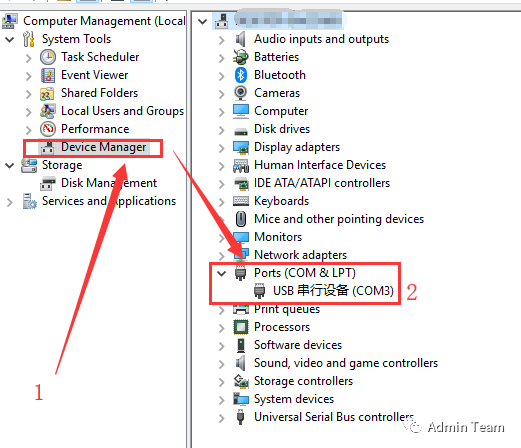 Computer Management (Local
System Tools
Task Scheduler
Event Viewer
Shared Folders
Local Users and Groups
Performance
Device Manager
Storage
Disk Management
Services and Applications
1
Audio inputs and outputs
Batteries
Bluetooth
Cameras
Computer
Disk drives
Display adapters
Human Interface Devices
IDE ATA/ATAPI controllers
Keyboards
Mice and other pointing devices
Monitors
Network adapters
Ports (COM & LPT)
USB 串行设备 (COM3)
2
Print queues
Processors
Software devices
Sound, video and game controllers
Storage controllers
System devices
Universal Serial Bus controllers
Admin Team